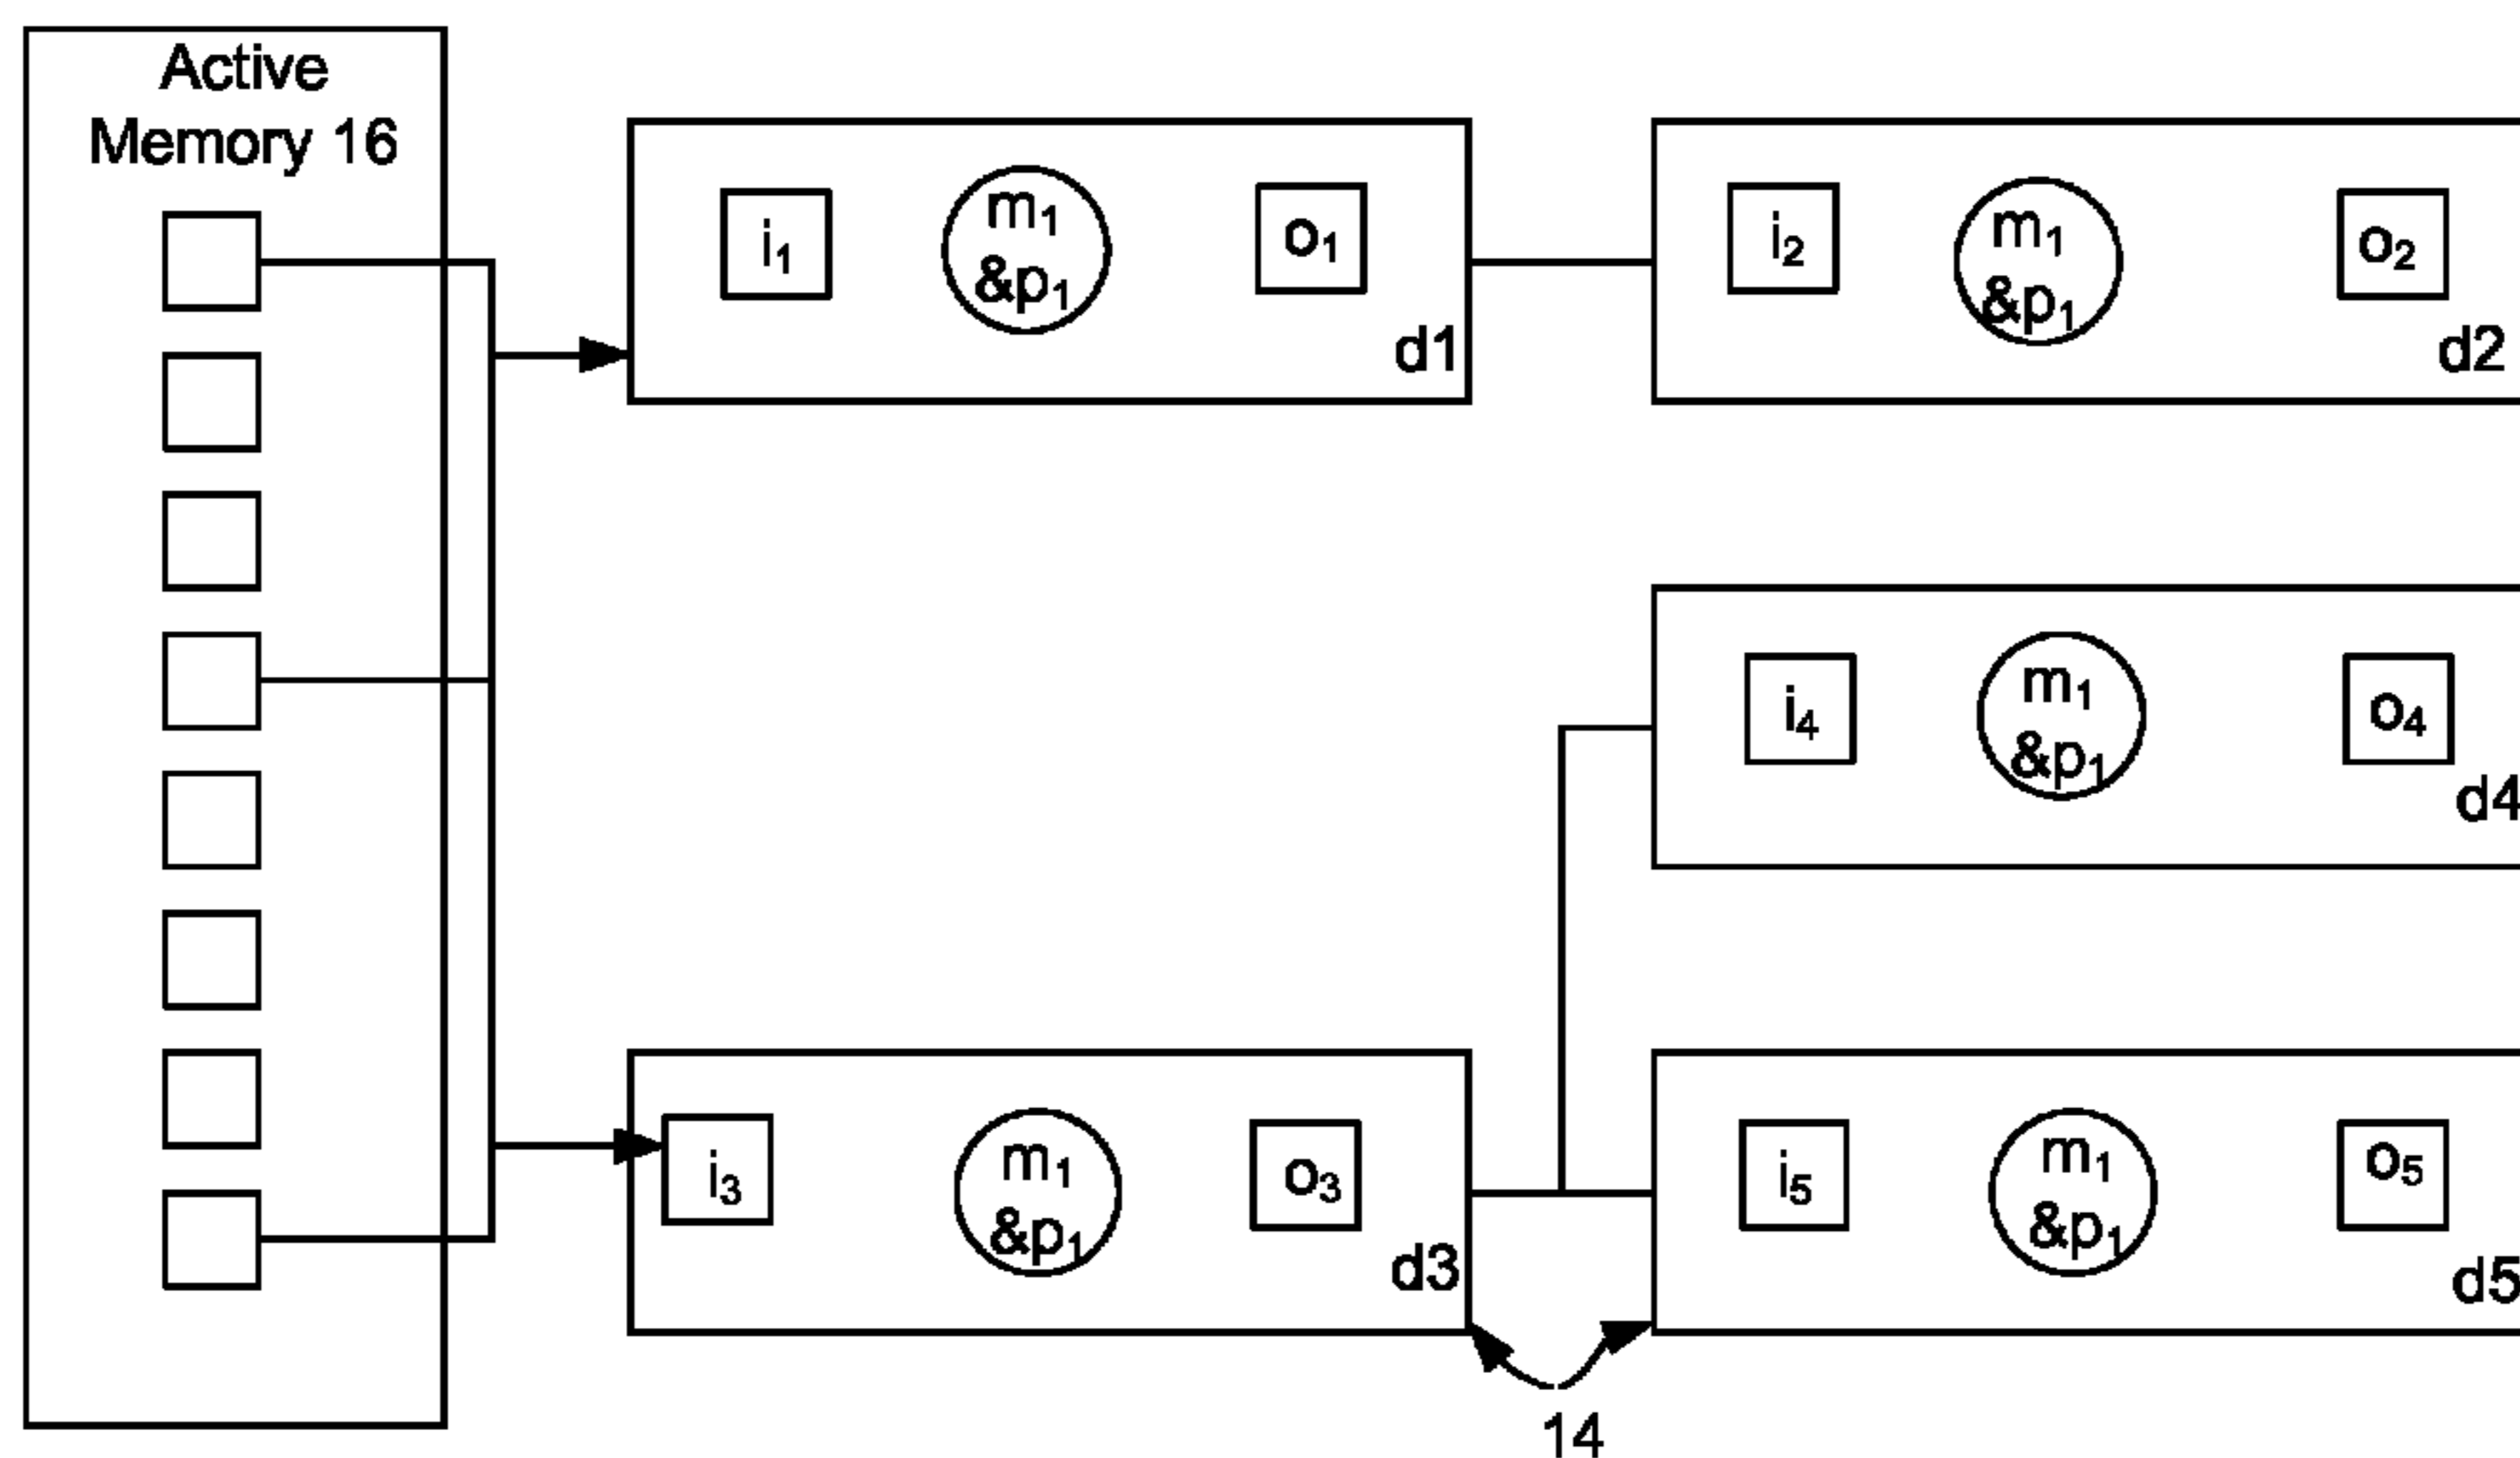 Active
Memory 16
i₁
m₁
&p₁
o₁
d1
i₂
m₁
&p₁
o₂
d2
i₄
m₁
&p₁
o₄
d4
i₃
m₁
&p₁
o₃
d3
i₅
m₁
&p₁
o₅
d5
14